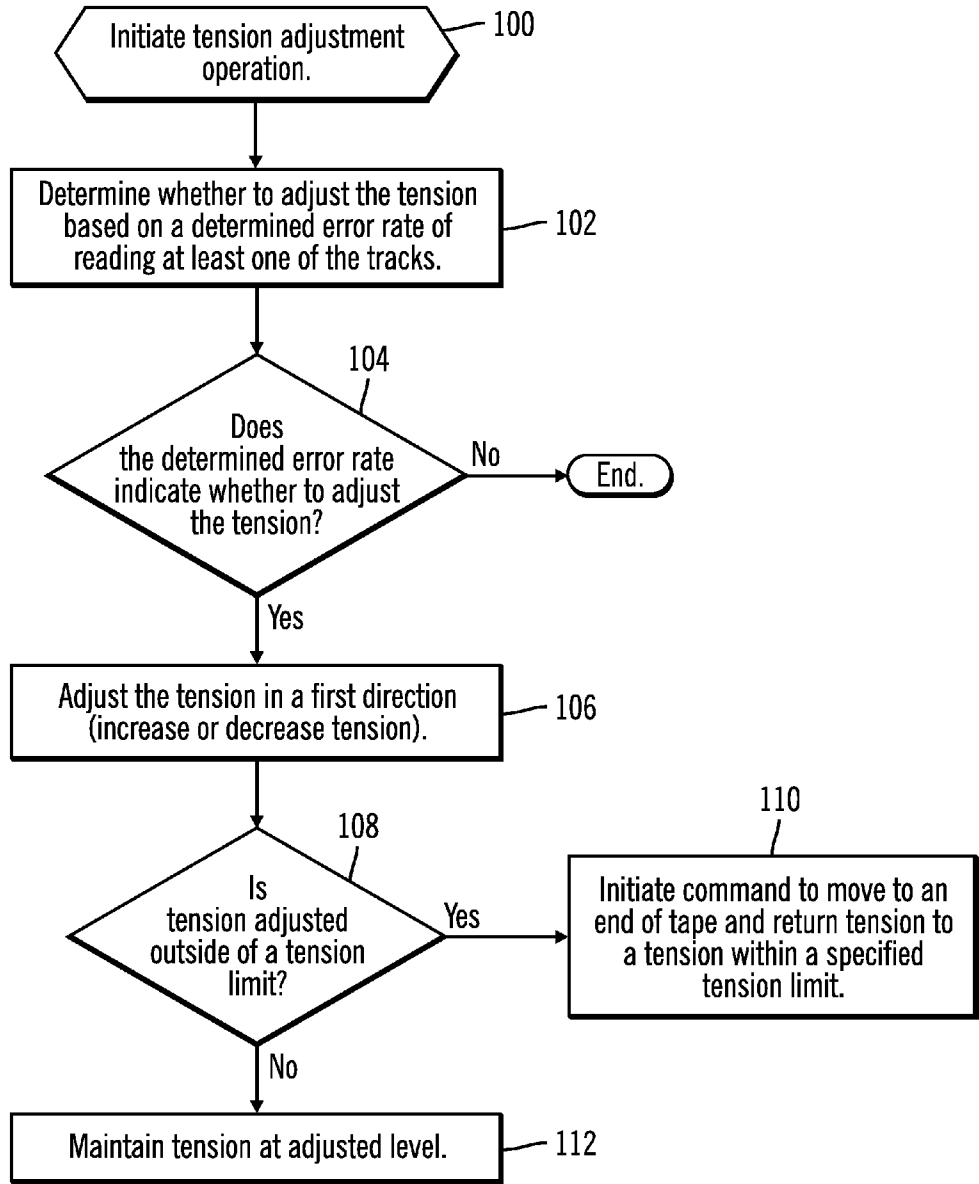 Initiate tension adjustment
operation.
100
Determine whether to adjust the tension
based on a determined error rate of
reading at least one of the tracks.
102
104
Does
the determined error rate
indicate whether to adjust
the tension?
No
End.
Yes
Adjust the tension in a first direction
(increase or decrease tension).
106
108
Is
tension adjusted
outside of a tension
limit?
Yes
110
Initiate command to move to an
end of tape and return tension to
a tension within a specified
tension limit.
No
Maintain tension at adjusted level.
112